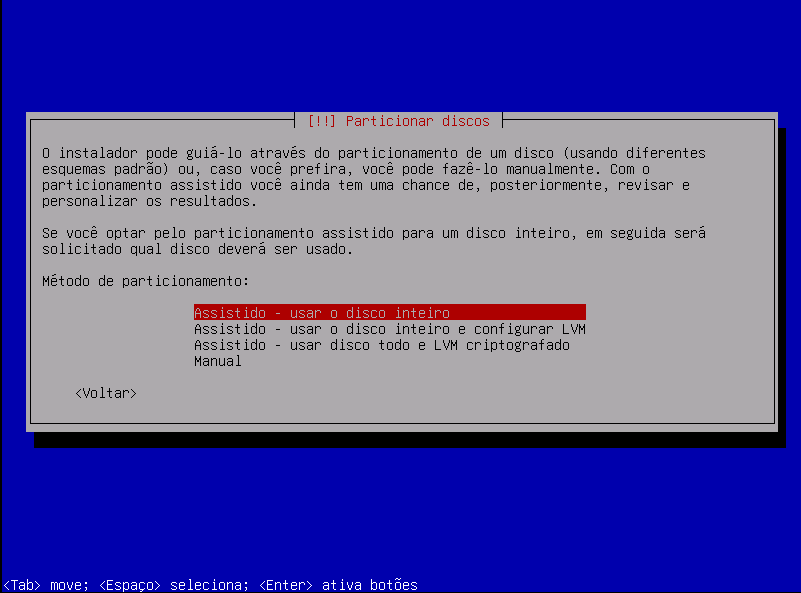 [!!] Particionar discos
O instalador pode guiá-lo através do particionamento de um disco (usando diferentes
esquemas padrão) ou, caso você prefira, você pode fazê-lo manualmente. Com o
particionamento assistido você ainda tem uma chance de, posteriormente, revisar e
personalizar os resultados.
Se você optar pelo particionamento assistido para um disco inteiro, em seguida será
solicitado qual disco deverá ser usado.
Método de particionamento:
Assistido - usar o disco inteiro
Assistido - usar o disco inteiro e configurar LVM
Assistido - usar disco todo e LVM criptografado
Manual
<Voltar>
<Tab> move; <Espaço> seleciona; <Enter> ativa botões